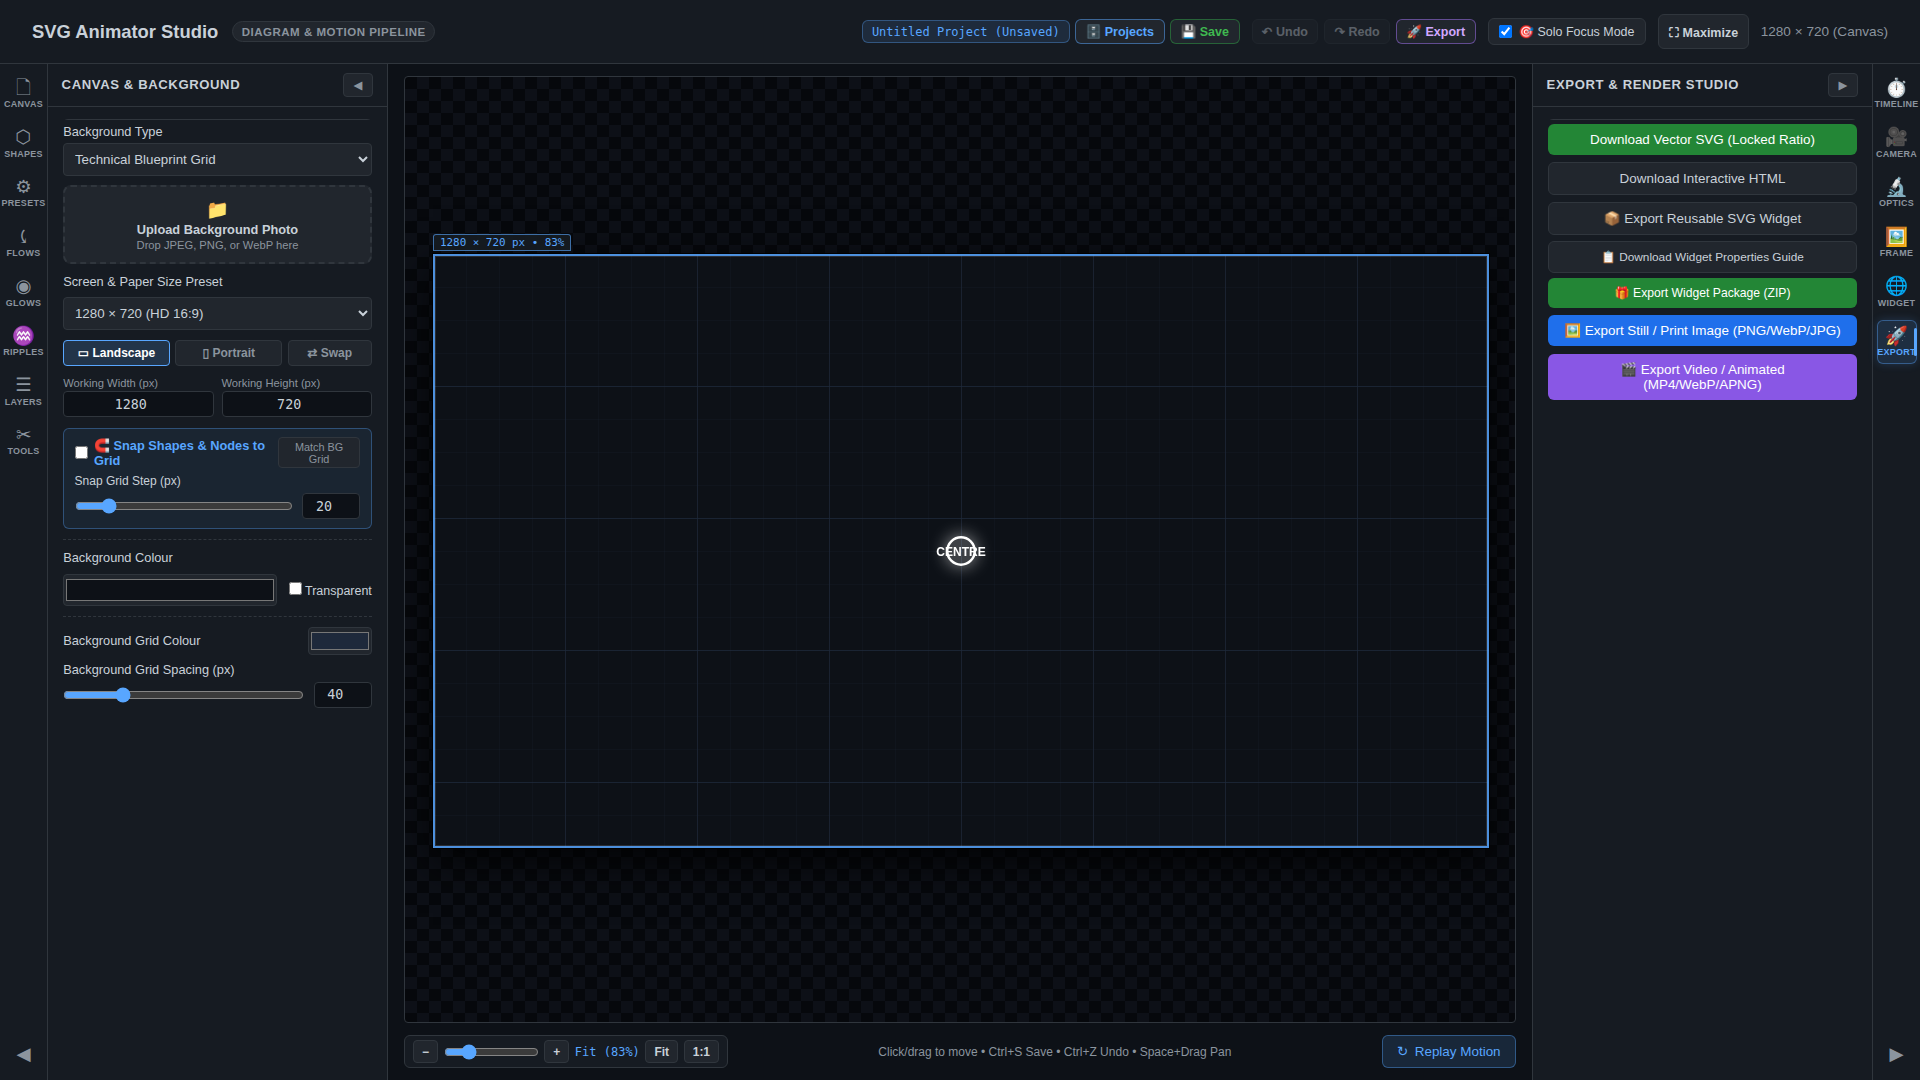 SVG Animator Studio
DIAGRAM & MOTION PIPELINE
Untitled Project (Unsaved)
🗄️ Projects
💾 Save
↶ Undo
↷ Redo
🚀 Export
🎯 Solo Focus Mode
⛶ Maximize
1280 × 720 (Canvas)
CANVAS
SHAPES
PRESETS
FLOWS
GLOWS
RIPPLES
LAYERS
TOOLS
CANVAS & BACKGROUND
Background Type
Technical Blueprint Grid
Upload Background Photo
Drop JPEG, PNG, or WebP here
Screen & Paper Size Preset
1280 × 720 (HD 16:9)
▭ Landscape
▯ Portrait
⇄ Swap
Working Width (px)
Working Height (px)
1280
720
🧲 Snap Shapes & Nodes to
Grid
Match BG
Grid
Snap Grid Step (px)
20
Background Colour
Transparent
Background Grid Colour
Background Grid Spacing (px)
40
1280 × 720 px • 83%
CENTRE
−
+
Fit (83%)
Fit
1:1
Click/drag to move • Ctrl+S Save • Ctrl+Z Undo • Space+Drag Pan
↻ Replay Motion
EXPORT & RENDER STUDIO
Download Vector SVG (Locked Ratio)
Download Interactive HTML
📦 Export Reusable SVG Widget
📋 Download Widget Properties Guide
🎁 Export Widget Package (ZIP)
🖼️ Export Still / Print Image (PNG/WebP/JPG)
🎬 Export Video / Animated
(MP4/WebP/APNG)
TIMELINE
CAMERA
OPTICS
FRAME
WIDGET
EXPORT